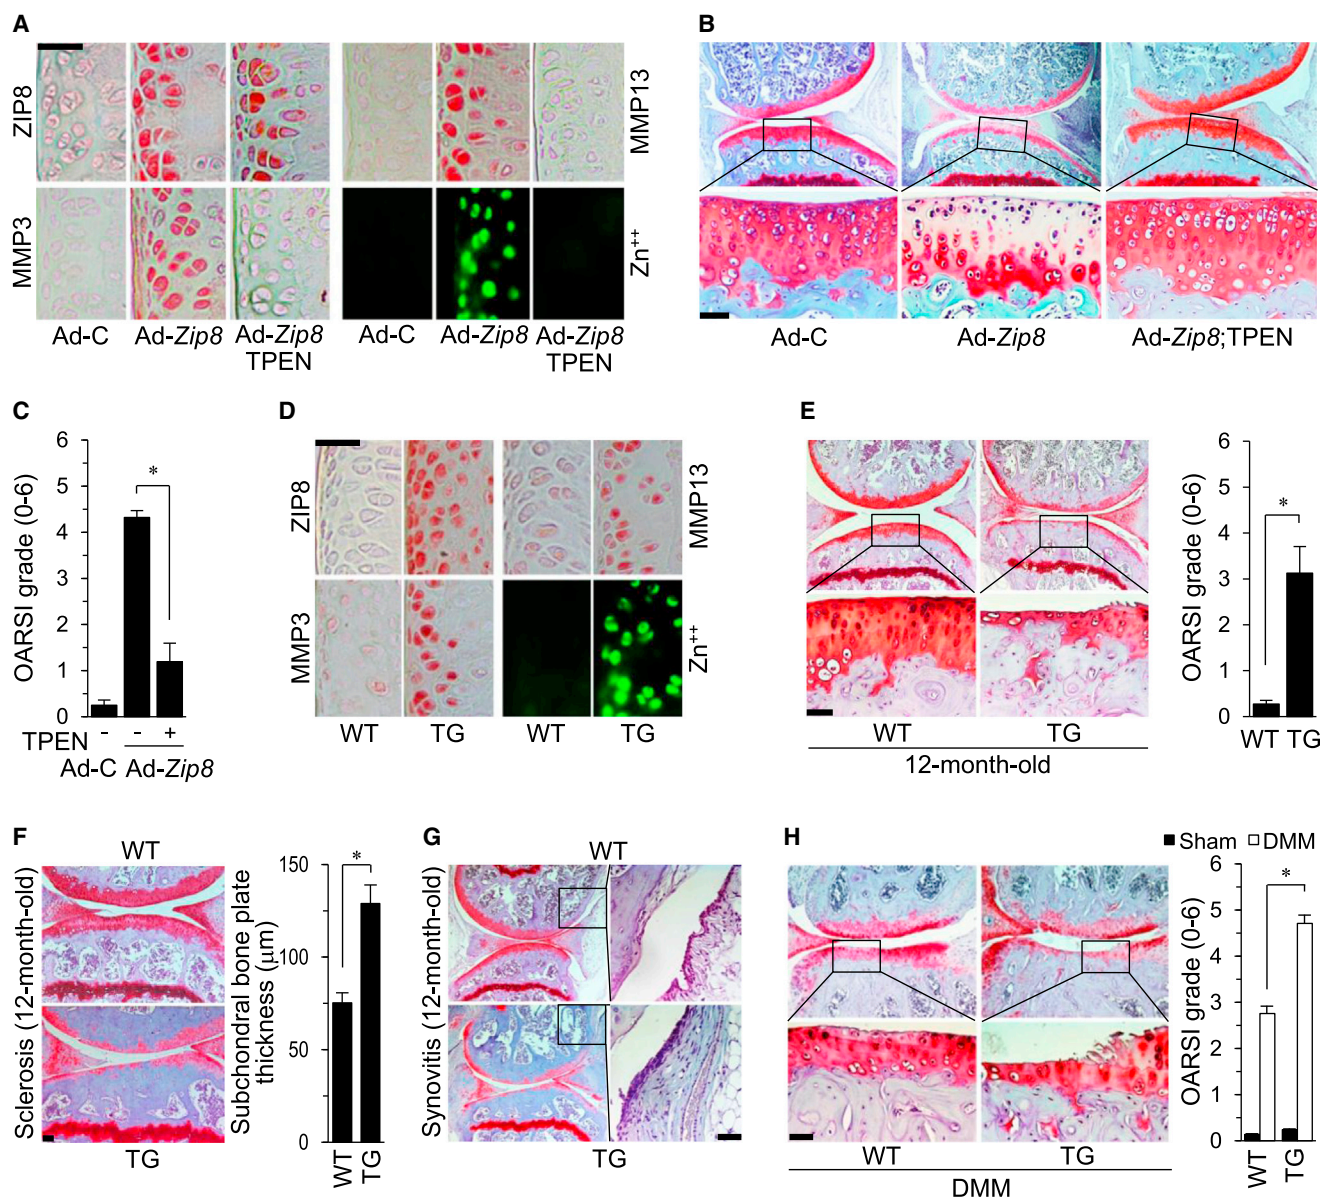 A
ZIP8
MMP13
MMP3
Zn++
Ad-C
Ad-Zip8
Ad-Zip8
TPEN
Ad-C
Ad-Zip8
Ad-Zip8
TPEN
B
Ad-C
Ad-Zip8
Ad-Zip8;TPEN
C
OARSI grade (0-6)
6
5
4
3
2
1
0
*
TPEN - - +
Ad-C Ad-Zip8
D
ZIP8
MMP13
MMP3
Zn++
WT
TG
WT
TG
E
WT
TG
12-month-old
OARSI grade (0-6)
6
5
4
3
2
1
0
*
WT TG
F
WT
Sclerosis (12-month-old)
TG
Subchondral bone plate
thickness (µm)
150
100
50
0
*
WT
TG
G
WT
Synovitis (12-month-old)
TG
H
WT
TG
DMM
Sham DMM
OARSI grade (0-6)
6
5
4
3
2
1
0
*
WT
TG